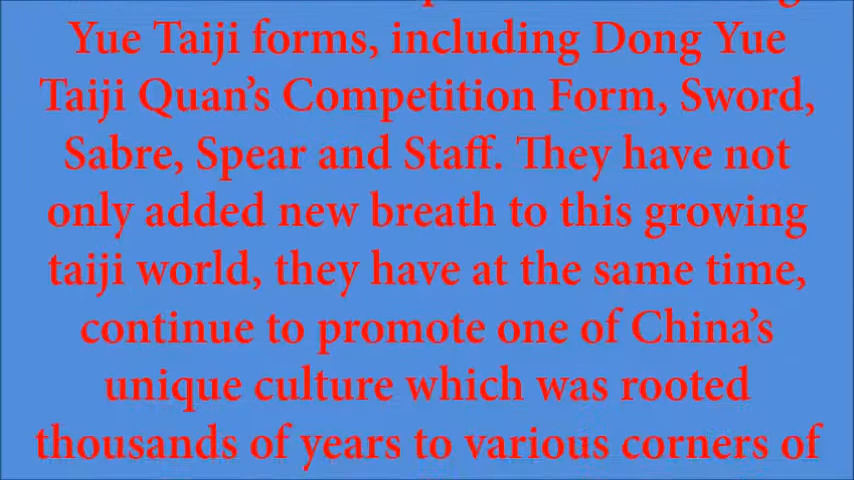 Yue Taiji forms, including Dong Yue
Taiji Quan’s Competition Form, Sword,
Sabre, Spear and Staff. They have not
only added new breath to this growing
taiji world, they have at the same time,
continue to promote one of China’s
unique culture which was rooted
thousands of years to various corners of